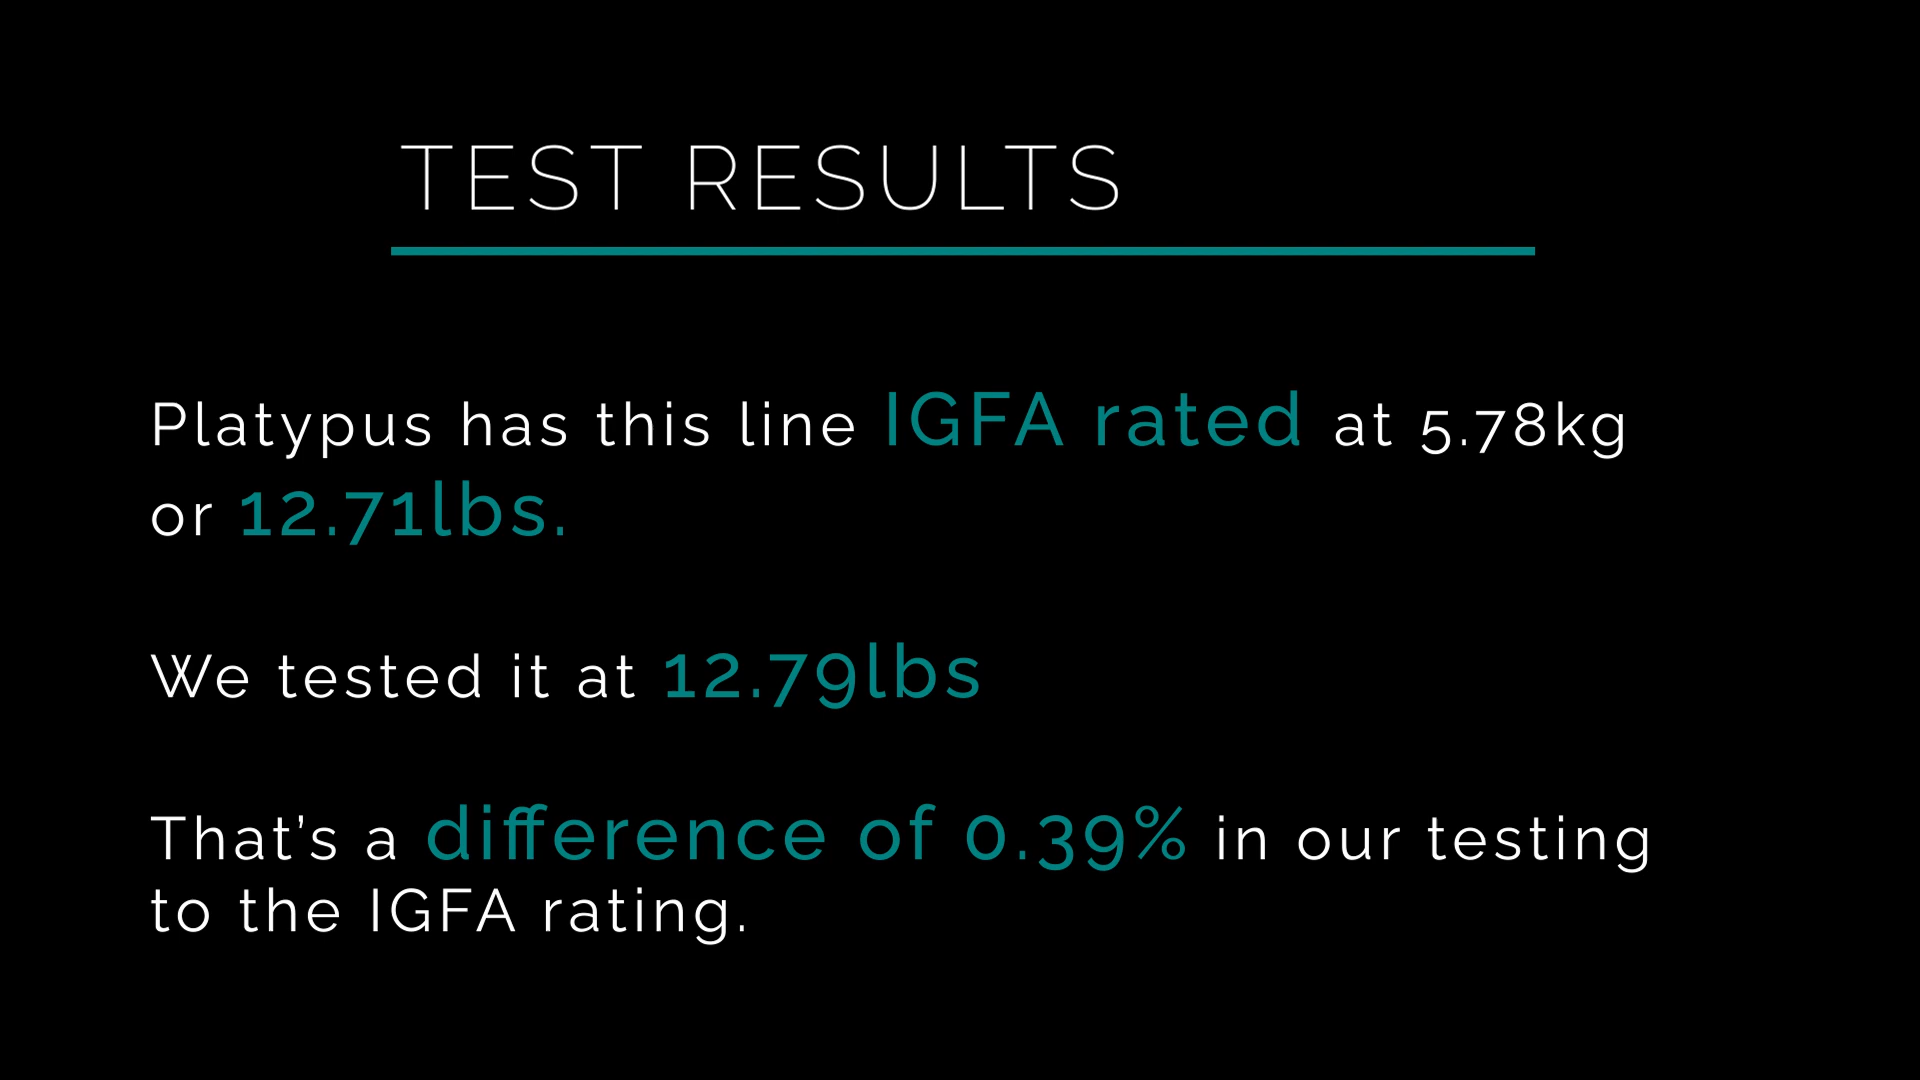 TEST RESULTS
Platypus has this line IGFA rated at 5.78kg
or 12.71lbs.
We tested it at 12.79lbs
That’s a difference of 0.39% in our testing
to the IGFA rating.